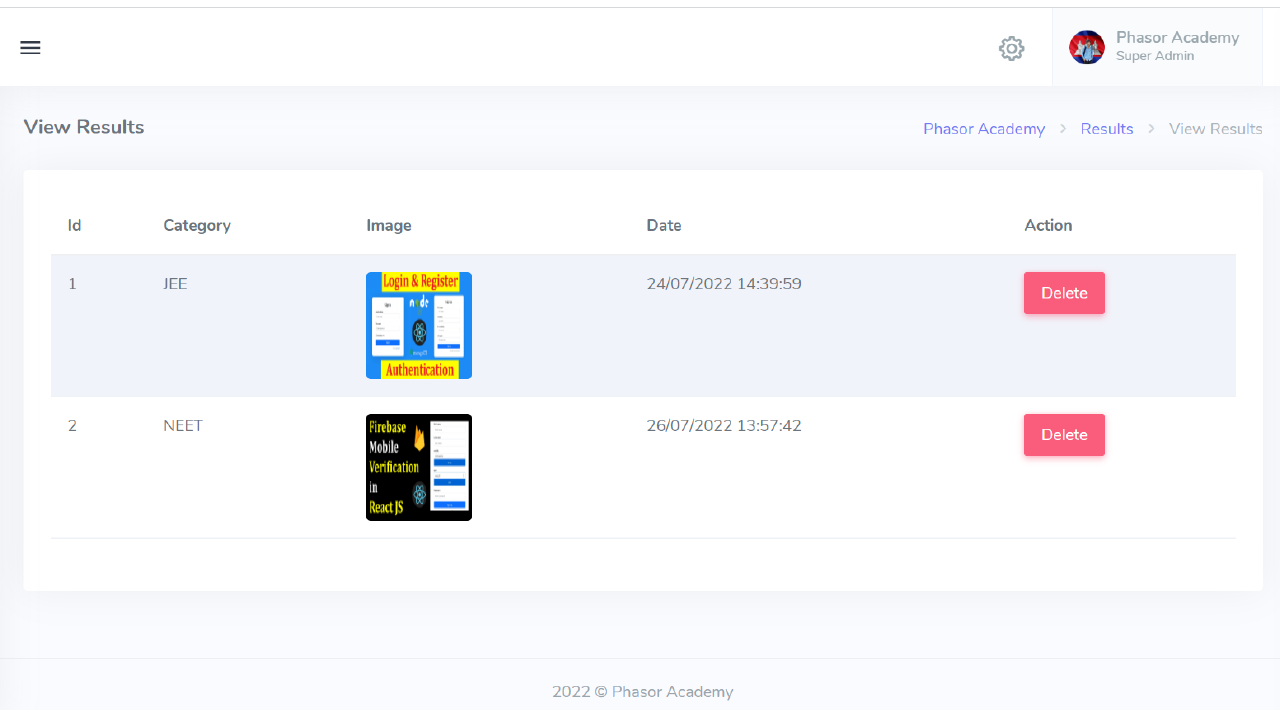 Phasor Academy
Super Admin
View Results
Phasor Academy > Results > View Results
Id Category Image Date Action
1 JEE 24/07/2022 14:39:59 Delete
Login & Register
Authentication
2 NEET 26/07/2022 13:57:42 Delete
Firebase
Mobile
Verification
in
React JS
2022 © Phasor Academy